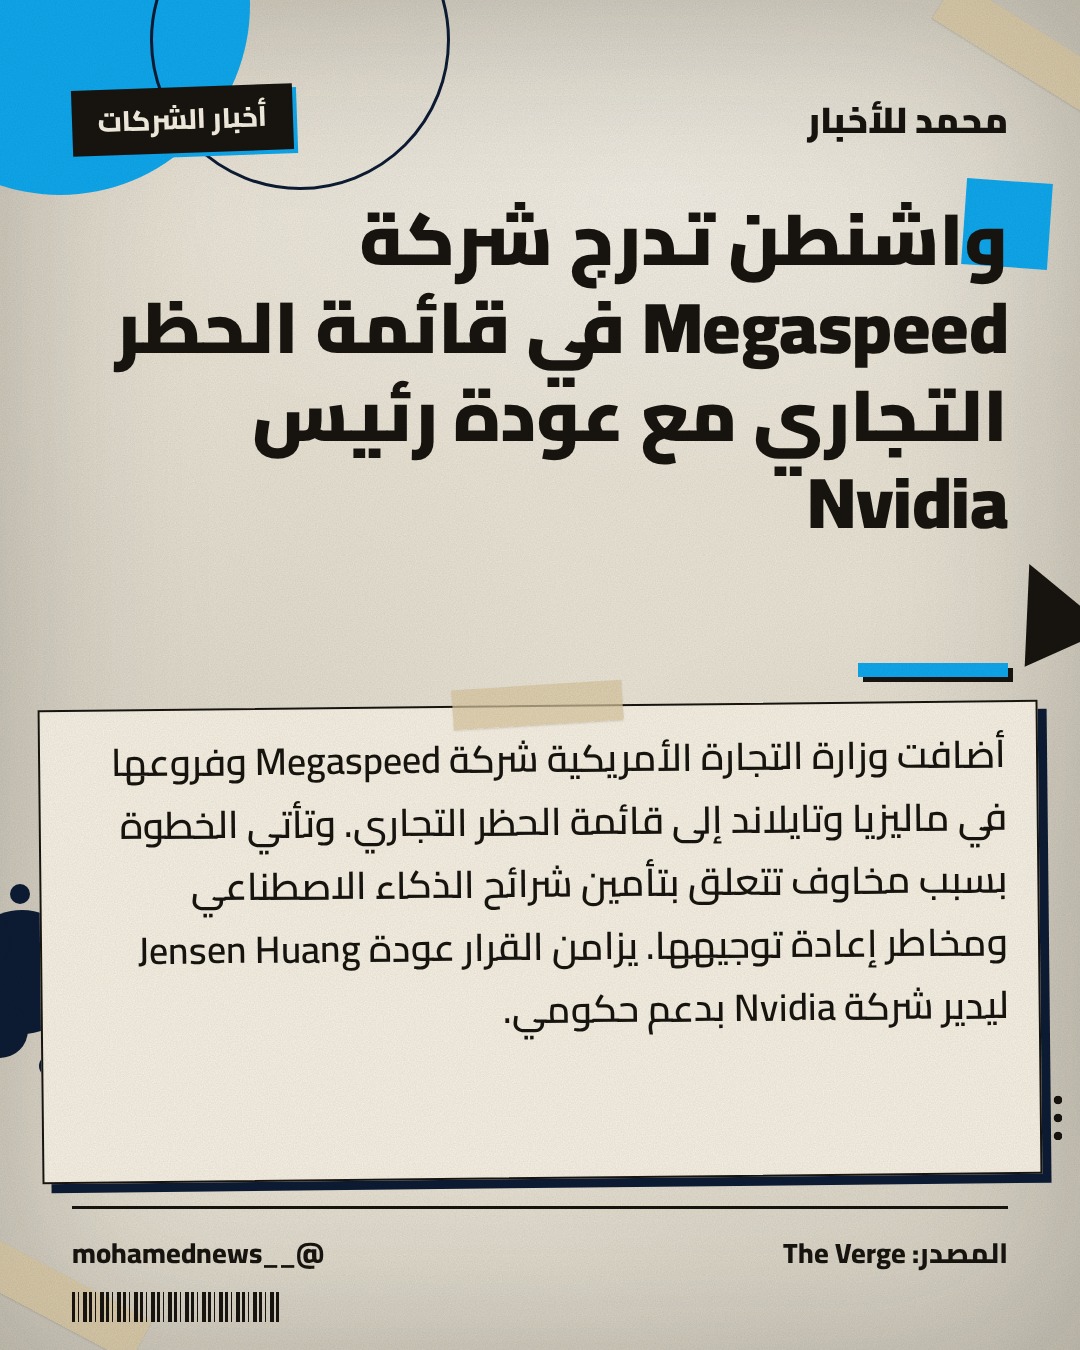 محمد للأخبار
أخبار الشركات
واشنطن تدرج شركة
Megaspeed في قائمة الحظر
التجاري مع عودة رئيس
Nvidia
أضافت وزارة التجارة الأمريكية شركة Megaspeed وفروعها
في ماليزيا وتايلاند إلى قائمة الحظر التجاري. وتأتي الخطوة
بسبب مخاوف تتعلق بتأمين شرائح الذكاء الاصطناعي
ومخاطر إعادة توجيهها. يزامن القرار عودة Jensen Huang
ليدير شركة Nvidia بدعم حكومي.
المصدر: The Verge
mohamednews__@